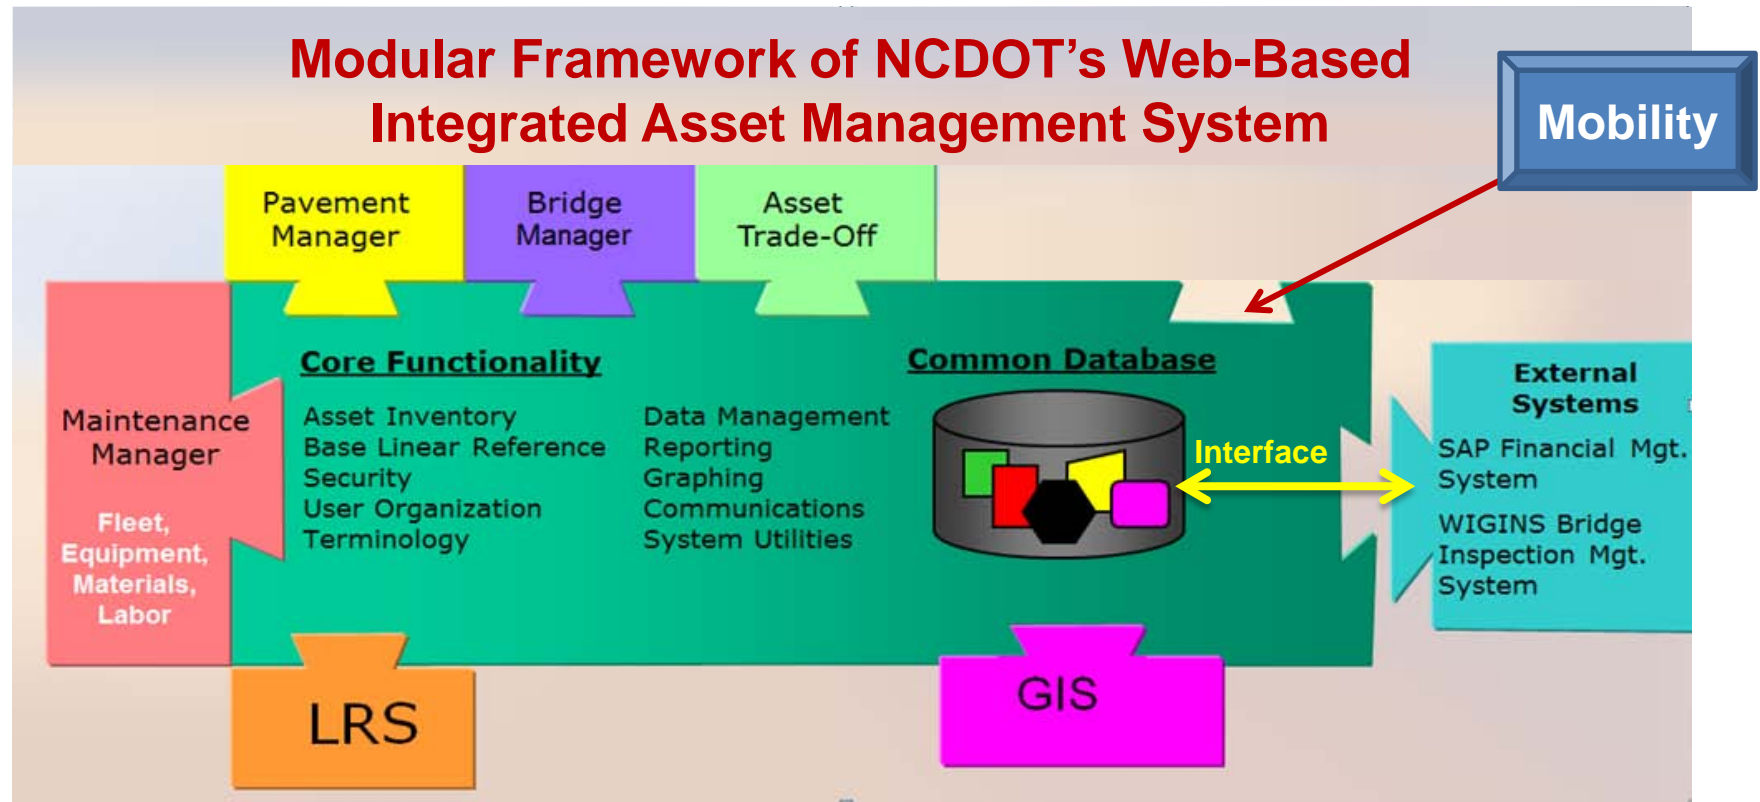 Modular Framework of NCDOT’s Web-Based
Integrated Asset Management System
Mobility
Pavement
Manager
Bridge
Manager
Asset
Trade-Off
Maintenance
Manager
Fleet,
Equipment,
Materials,
Labor
Core Functionality
Asset Inventory
Base Linear Reference
Security
User Organization
Terminology
Data Management
Reporting
Graphing
Communications
System Utilities
Common Database
Interface
External
Systems
SAP Financial Mgt.
System
WIGINS Bridge
Inspection Mgt.
System
LRS
GIS